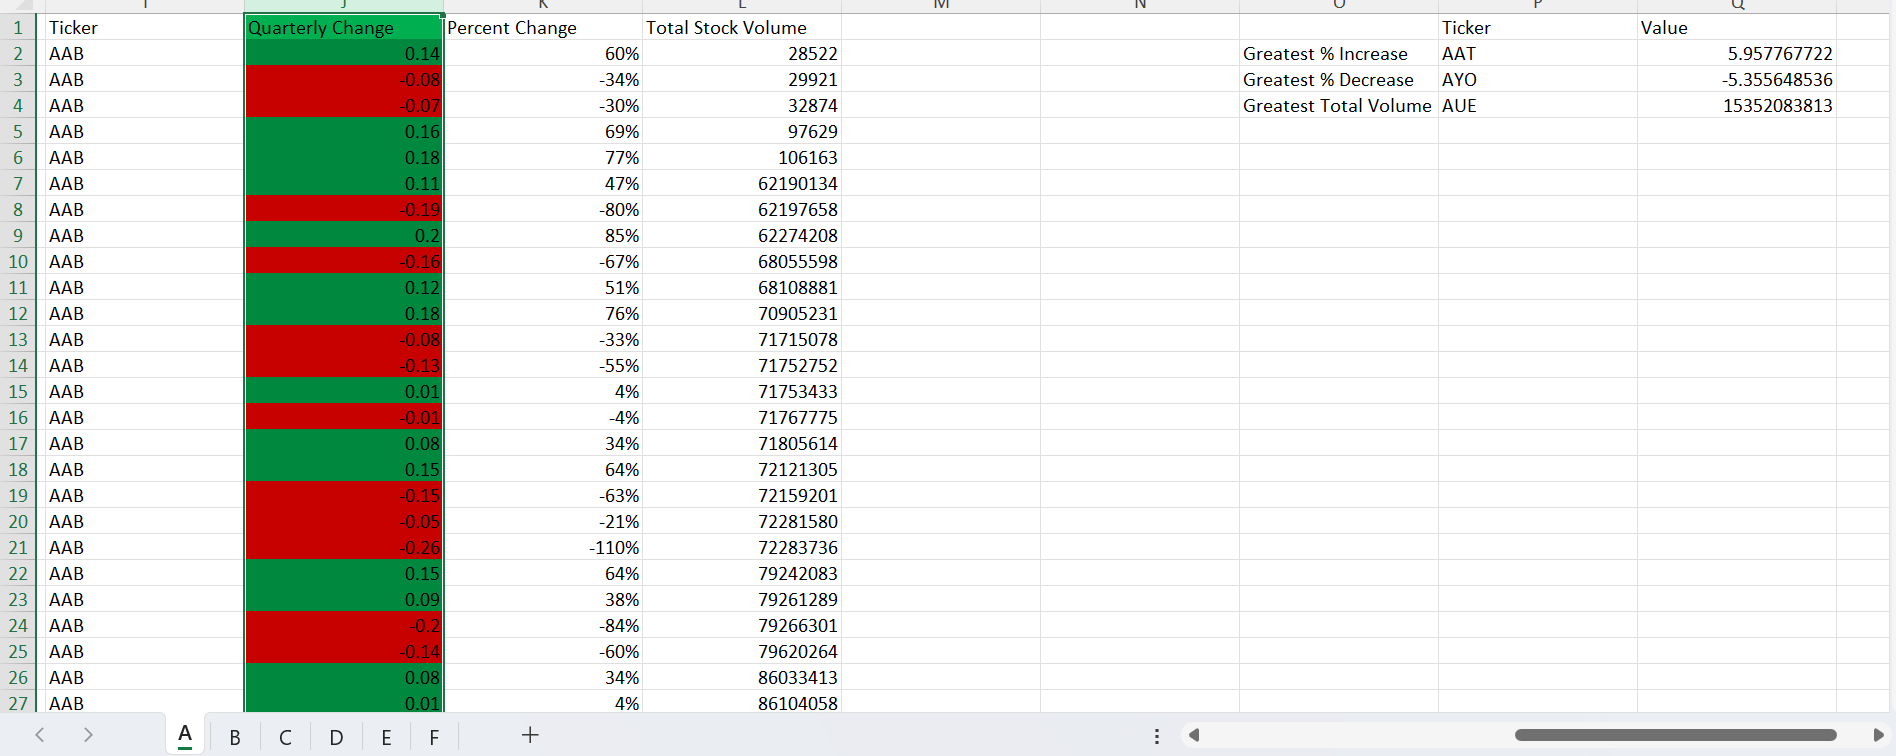 I J K L M N O P Q
1 Ticker Quarterly Change Percent Change Total Stock Volume Ticker Value
2 AAB 0.14 60% 28522 Greatest % Increase AAT 5.957767722
3 AAB -0.08 -34% 29921 Greatest % Decrease AYO -5.355648536
4 AAB -0.07 -30% 32874 Greatest Total Volume AUE 15352083813
5 AAB 0.16 69% 97629
6 AAB 0.18 77% 106163
7 AAB 0.11 47% 62190134
8 AAB -0.19 -80% 62197658
9 AAB 0.2 85% 62274208
10 AAB -0.16 -67% 68055598
11 AAB 0.12 51% 68108881
12 AAB 0.18 76% 70905231
13 AAB -0.08 -33% 71715078
14 AAB -0.13 -55% 71752752
15 AAB 0.01 4% 71753433
16 AAB -0.01 -4% 71767775
17 AAB 0.08 34% 71805614
18 AAB 0.15 64% 72121305
19 AAB -0.15 -63% 72159201
20 AAB -0.05 -21% 72281580
21 AAB -0.26 -110% 72283736
22 AAB 0.15 64% 79242083
23 AAB 0.09 38% 79261289
24 AAB -0.2 -84% 79266301
25 AAB -0.14 -60% 79620264
26 AAB 0.08 34% 86033413
27 AAB 0.01 4% 86104058
A B C D E F